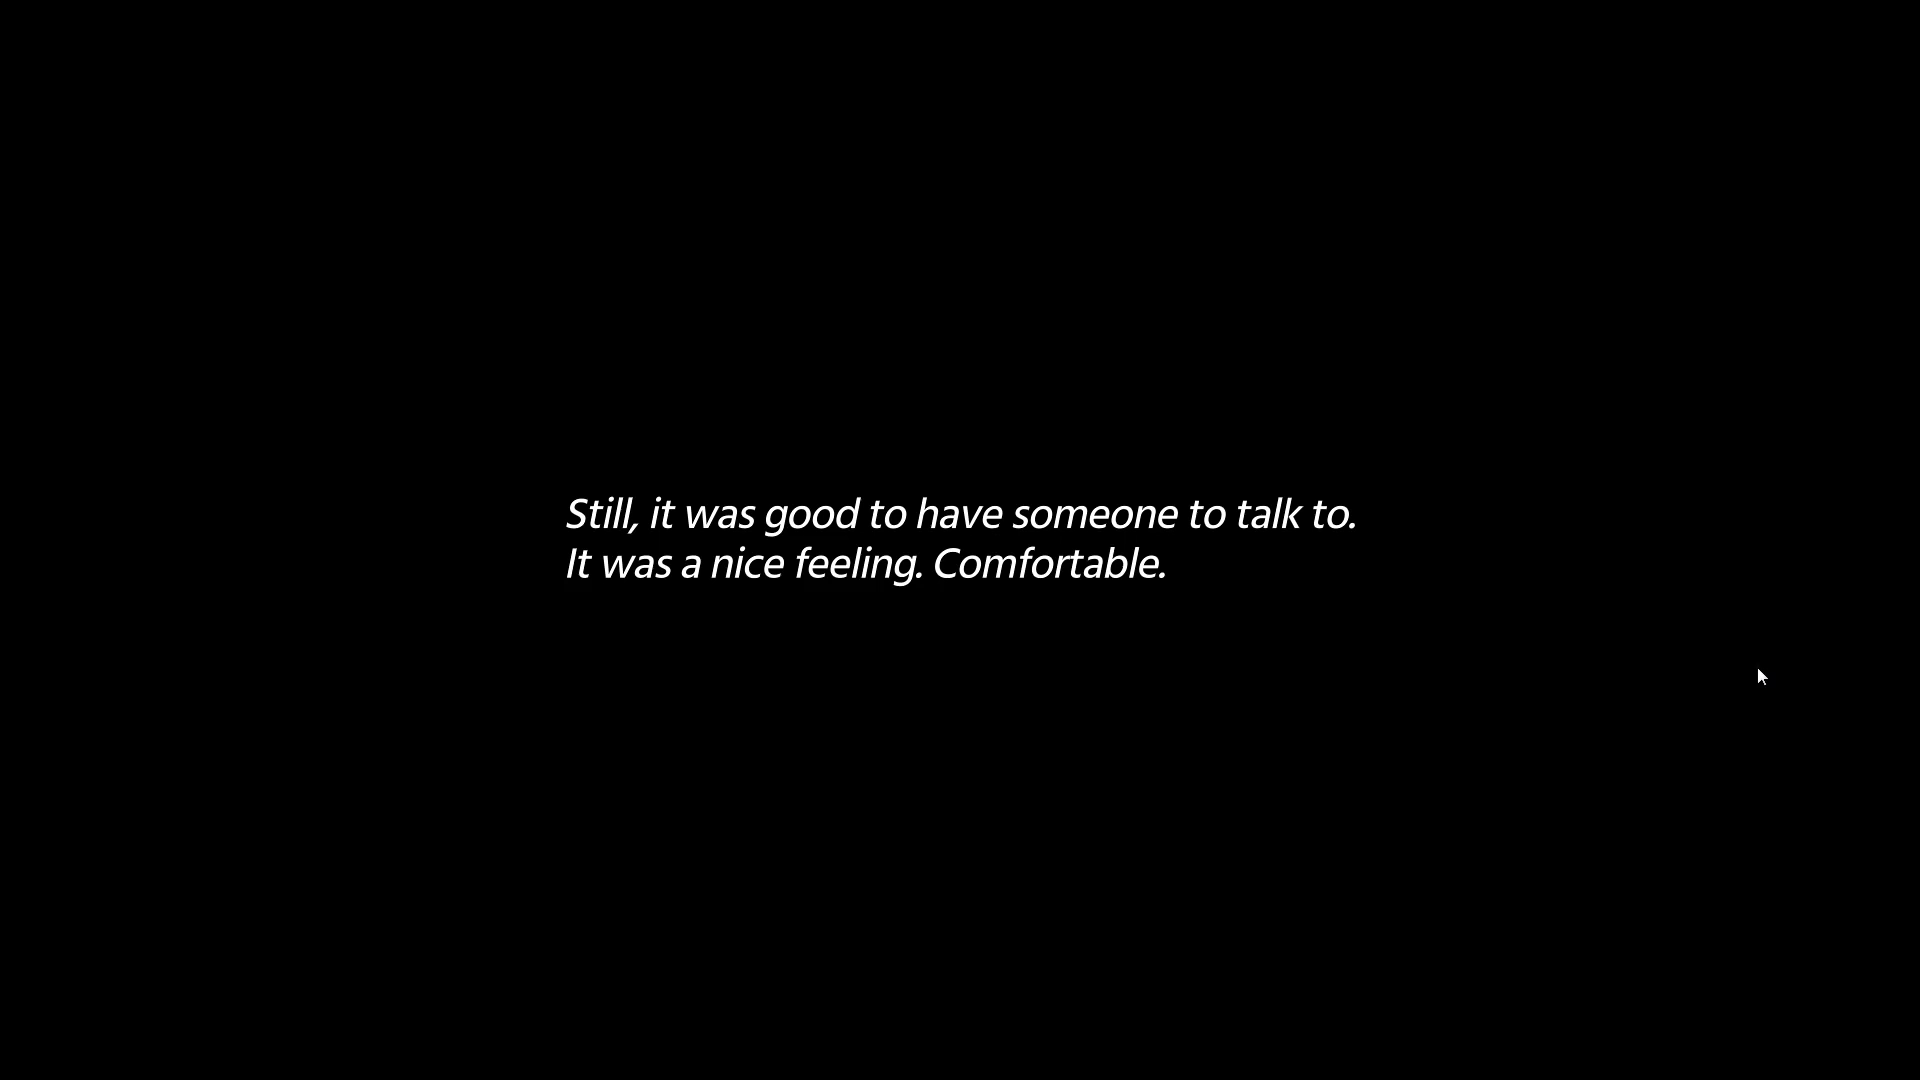 Still, it was good to have someone to talk to.
It was a nice feeling. Comfortable.